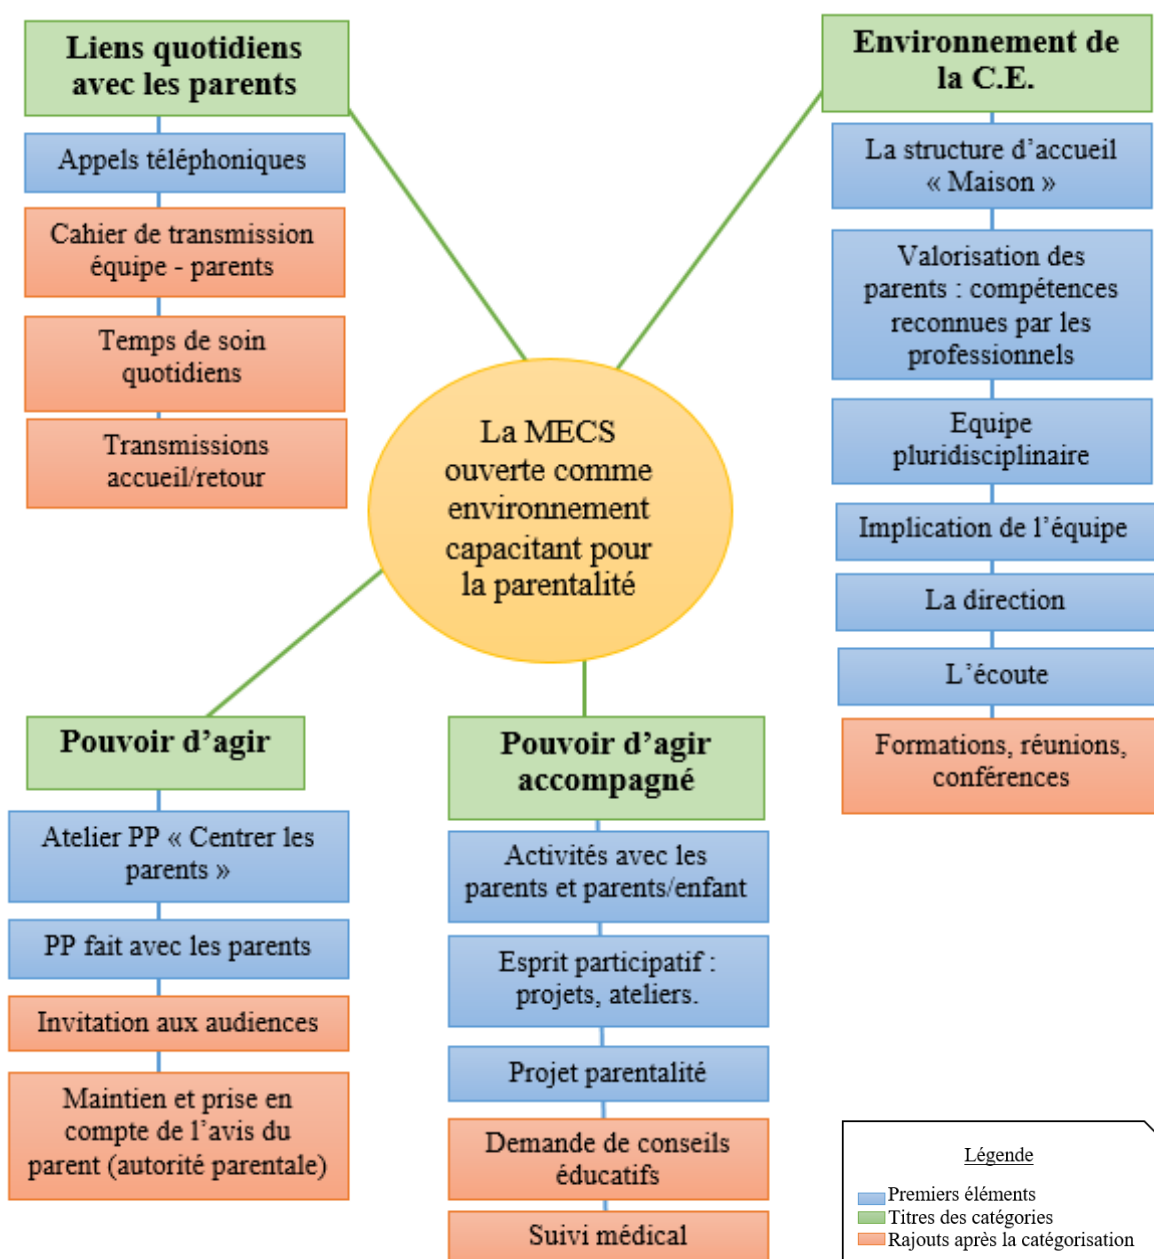 Liens quotidiens
avec les parents
Appels téléphoniques
Cahier de transmission
équipe - parents
Temps de soin
quotidiens
Transmissions
accueil/retour
Environnement de
la C.E.
La structure d’accueil
« Maison »
Valorisation des
parents : compétences
reconnues par les
professionnels
Equipe
pluridisciplinaire
Implication de l’équipe
La direction
L’écoute
Formations, réunions,
conférences
La MECS
ouverte comme
environnement
capacitant pour
la parentalité
Pouvoir d’agir
Atelier PP « Centrer les
parents »
PP fait avec les parents
Invitation aux audiences
Maintien et prise en
compte de l’avis du
parent (autorité parentale)
Pouvoir d’agir
accompagné
Activités avec les
parents et parents/enfant
Esprit participatif :
projets, ateliers.
Projet parentalité
Demande de conseils
éducatifs
Suivi médical
Légende
Premiers éléments
Titres des catégories
Rajouts après la catégorisation